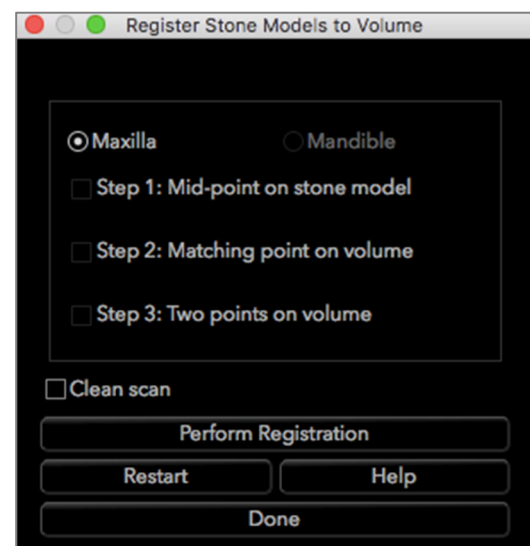 Register Stone Models to Volume
Maxilla Mandible
Step 1: Mid-point on stone model
Step 2: Matching point on volume
Step 3: Two points on volume
Clean scan
Perform Registration
Restart Help
Done